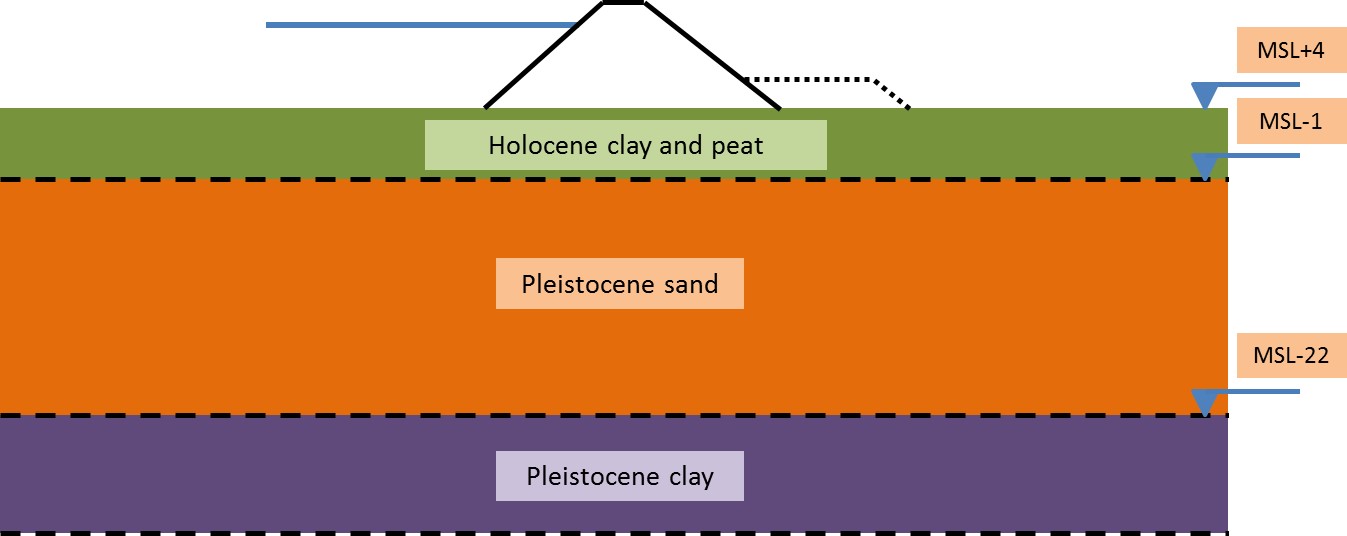 MSL+4
MSL-1
Holocene clay and peat
Pleistocene sand
MSL-22
Pleistocene clay